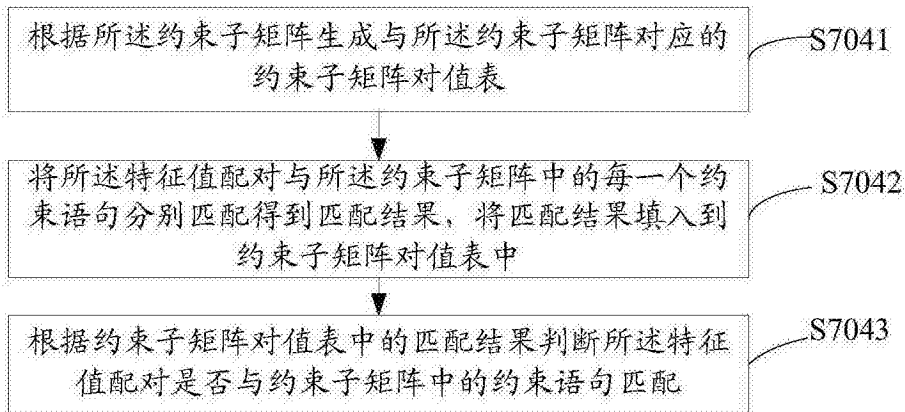 根据所述约束子矩阵生成与所述约束子矩阵对应的
约束子矩阵对值表
S7041
将所述特征值配对与所述约束子矩阵中的每一个约
束语句分别匹配得到匹配结果，将匹配结果填入到
约束子矩阵对值表中
S7042
根据约束子矩阵对值表中的匹配结果判断所述特征
值配对是否与约束子矩阵中的约束语句匹配
S7043